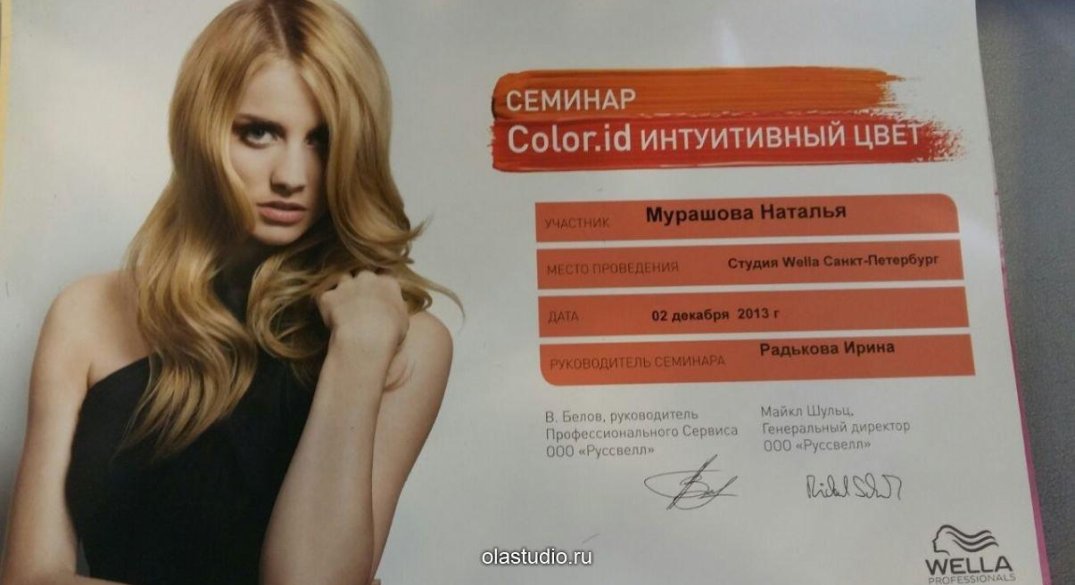 СЕМИНАР
Color.id ИНТУИТИВНЫЙ ЦВЕТ
УЧАСТНИК Мурашова Наталья
МЕСТО ПРОВЕДЕНИЯ Студия Wella Санкт-Петербург
ДАТА 02 декабря 2013 г
РУКОВОДИТЕЛЬ СЕМИНАРА Радькова Ирина
В. Белов, руководитель
Профессионального Сервиса
ООО «Руссвелл»
Майкл Шульц,
Генеральный директор
ООО «Руссвелл»
WELLA
PROFESSIONALS
olastudio.ru